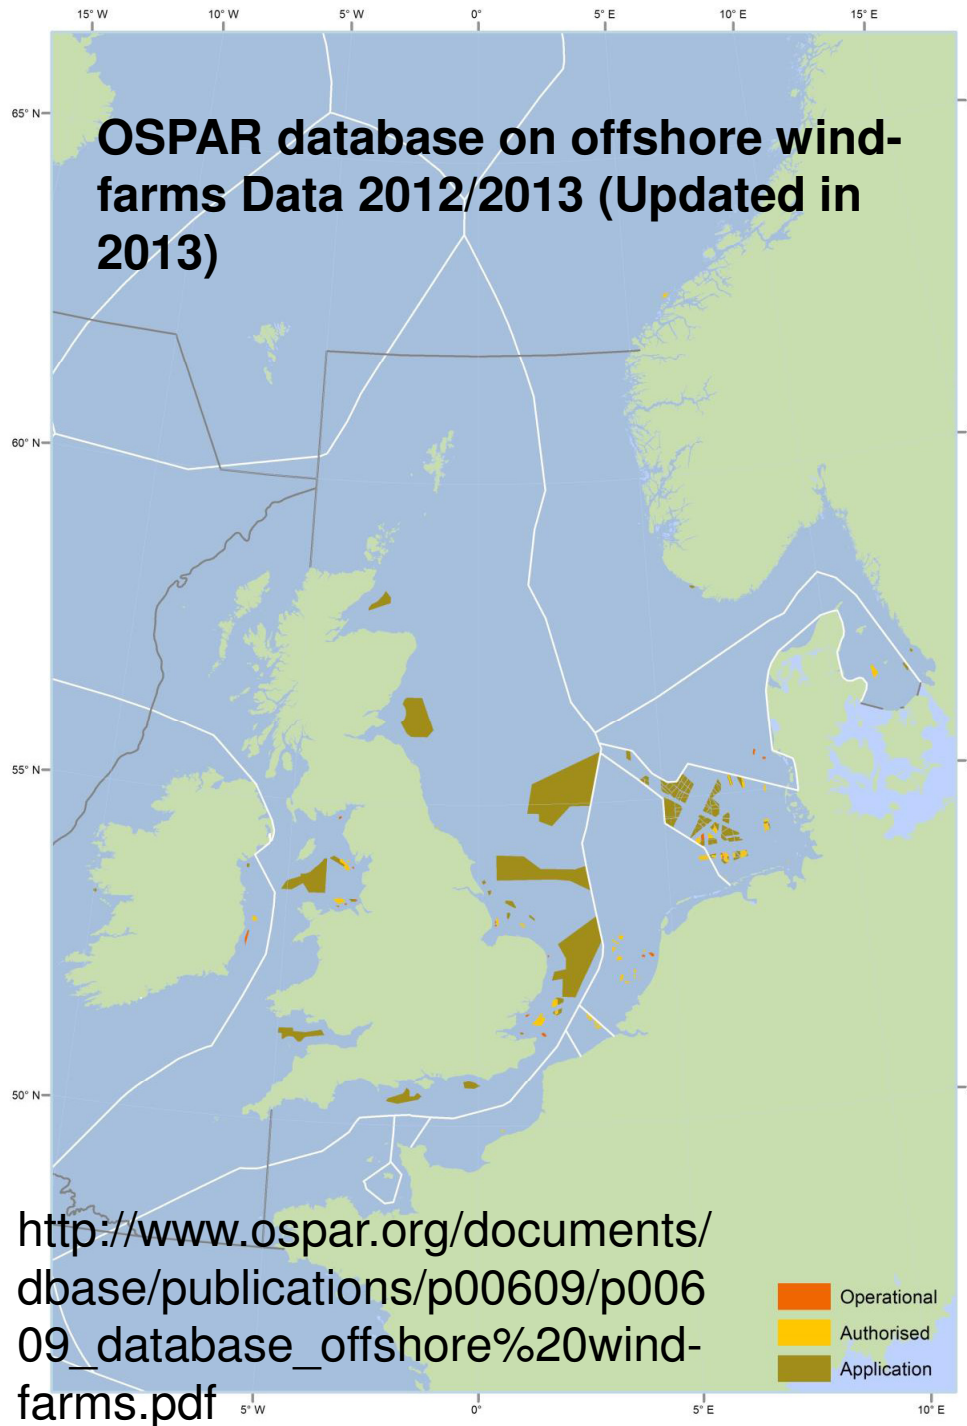 15° W 10° W 5° W 0° 5° E 10° E 15° E
65° N
OSPAR database on offshore wind-
farms Data 2012/2013 (Updated in
2013)
60° N
55° N
50° N
http://www.ospar.org/documents/
dbase/publications/p00609/p006
09_database_offshore%20wind-
farms.pdf
Operational
Authorised
Application
5° W 0° 5° E 10° E